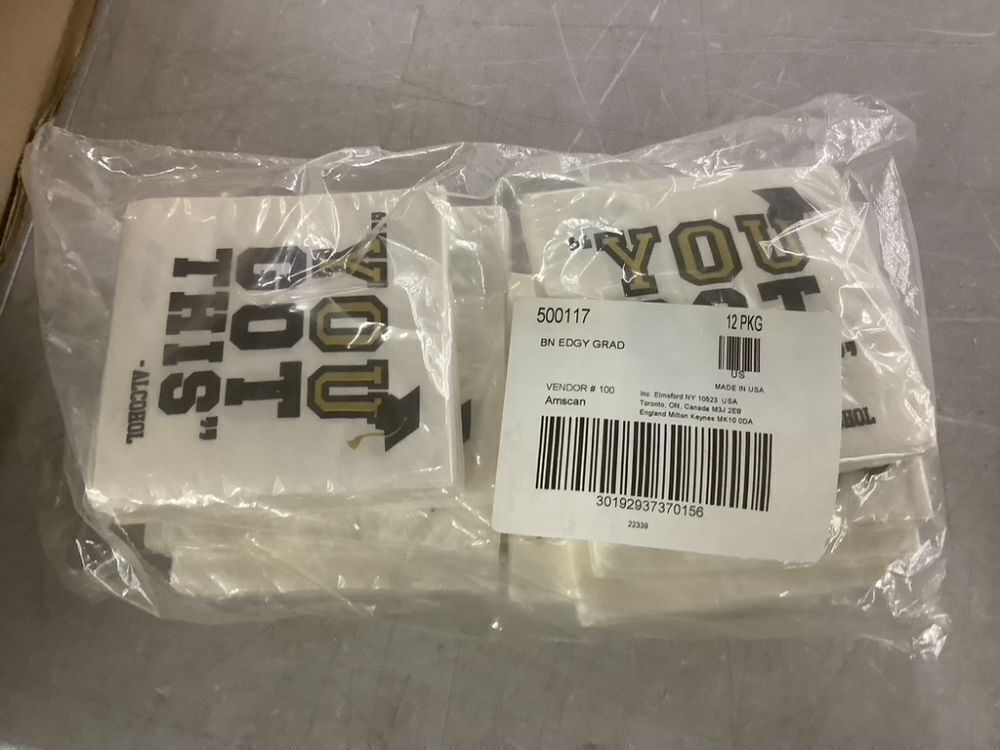 "YOU
GOT
THIS"
- ALCOHOL
"YOU
500117
12 PKG
BN EDGY GRAD
US
MADE IN USA
VENDOR # 100
Amscan
Inc. Elmsford NY 10523 USA
Toronto, ON, Canada M3J 2E9
England Milton Keynes MK10 0DA
30192937370156
22339